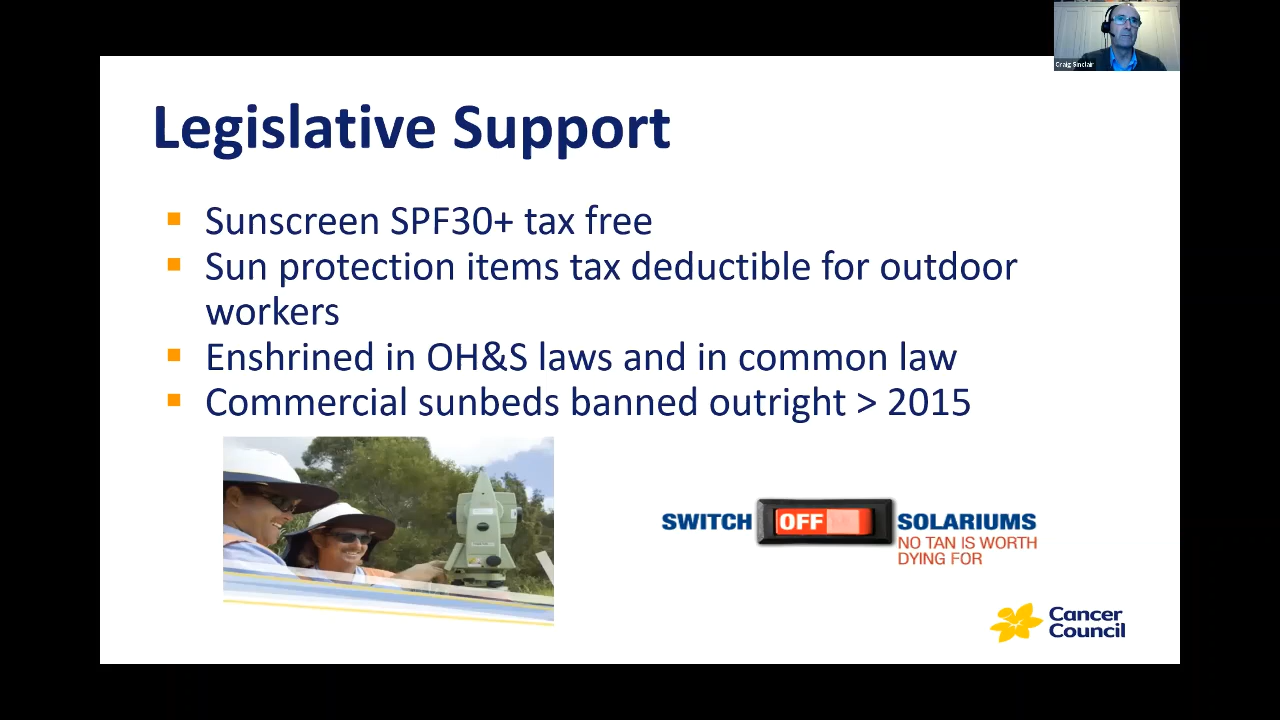 Craig Sinclair
Legislative Support
Sunscreen SPF30+ tax free
Sun protection items tax deductible for outdoor
workers
Enshrined in OH&S laws and in common law
Commercial sunbeds banned outright > 2015
SWITCH OFF SOLARIUMS
NO TAN IS WORTH
DYING FOR
Cancer
Council